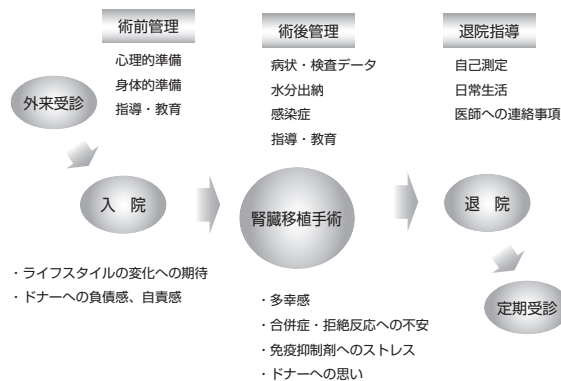 術前管理
心理的準備
身体的準備
指導・教育
術後管理
病状・検査データ
水分出納
感染症
指導・教育
退院指導
自己測定
日常生活
医師への連絡事項
外来受診
入　院
腎臓移植手術
退　院
定期受診
・ライフスタイルの変化への期待
・ドナーへの負債感、自責感
・多幸感
・合併症・拒絶反応への不安
・免疫抑制剤へのストレス
・ドナーへの思い